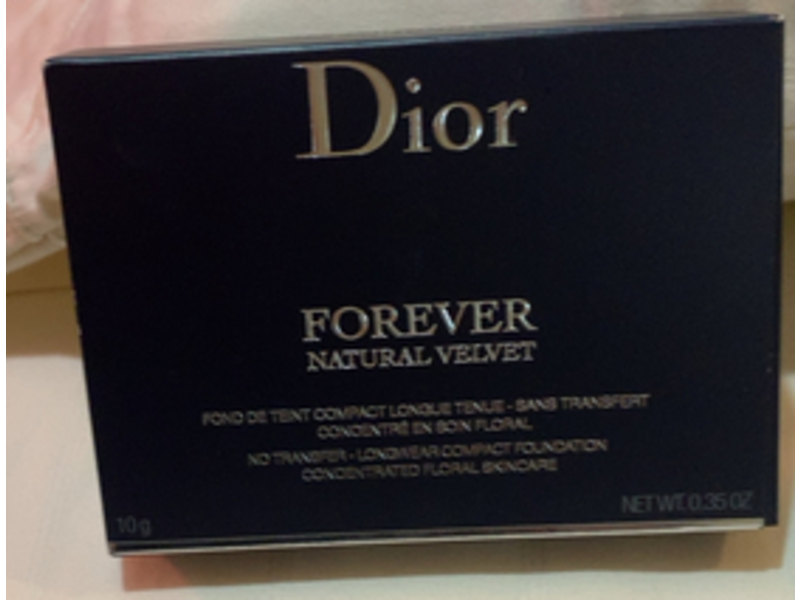 Dior
FOREVER
NATURAL VELVET
FOND DE TEINT COMPACT LONGUE TENUE - SANS TRANSFERT
CONCENTRÉ EN SOIN FLORAL
NO TRANSFER - LONGWEAR COMPACT FOUNDATION
CONCENTRATED FLORAL SKINCARE
10 g
NET WT. 0.35 OZ